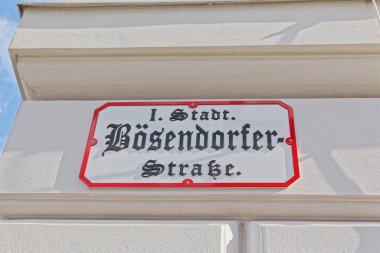 I. Stadt.
Bösendorfer-
Straße.